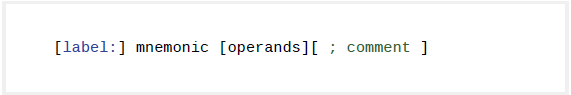 [label:] mnemonic [operands][ ; comment ]